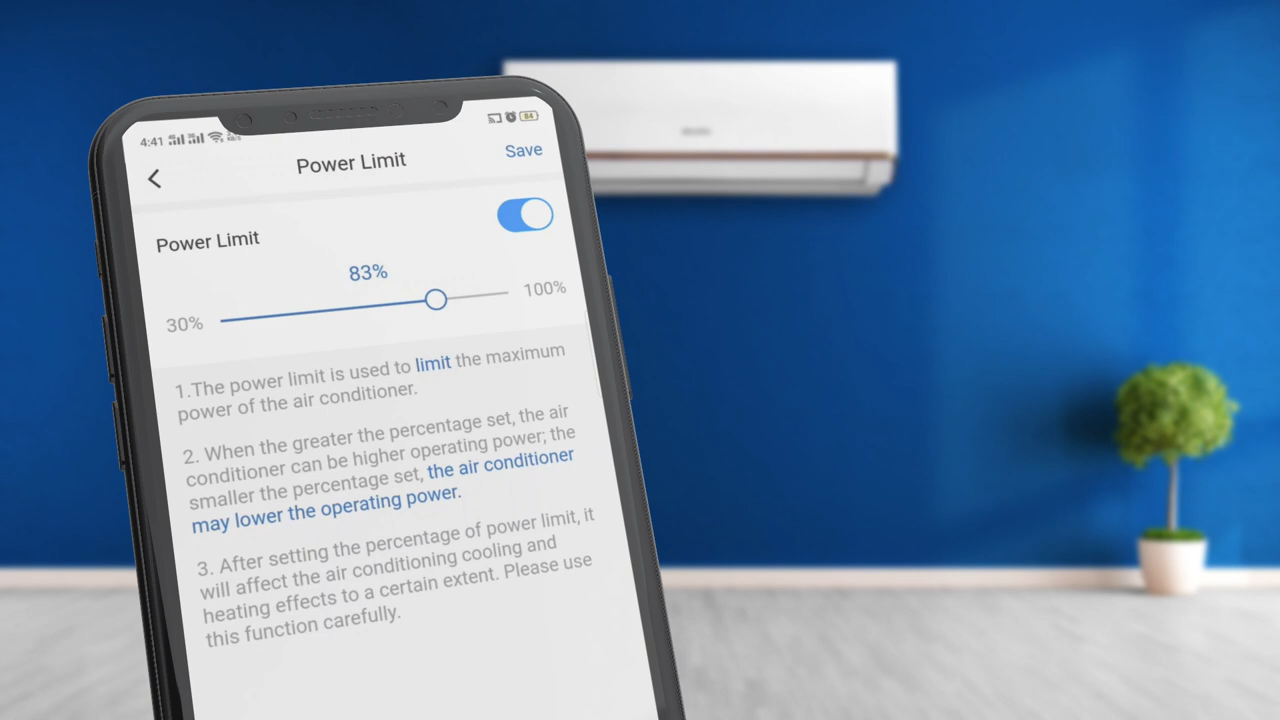 4:41
84
Power Limit
Save
Power Limit
83%
30%
100%
1.The power limit is used to limit the maximum
power of the air conditioner.
2. When the greater the percentage set, the air
conditioner can be higher operating power; the
smaller the percentage set, the air conditioner
may lower the operating power.
3. After setting the percentage of power limit, it
will affect the air conditioning cooling and
heating effects to a certain extent. Please use
this function carefully.